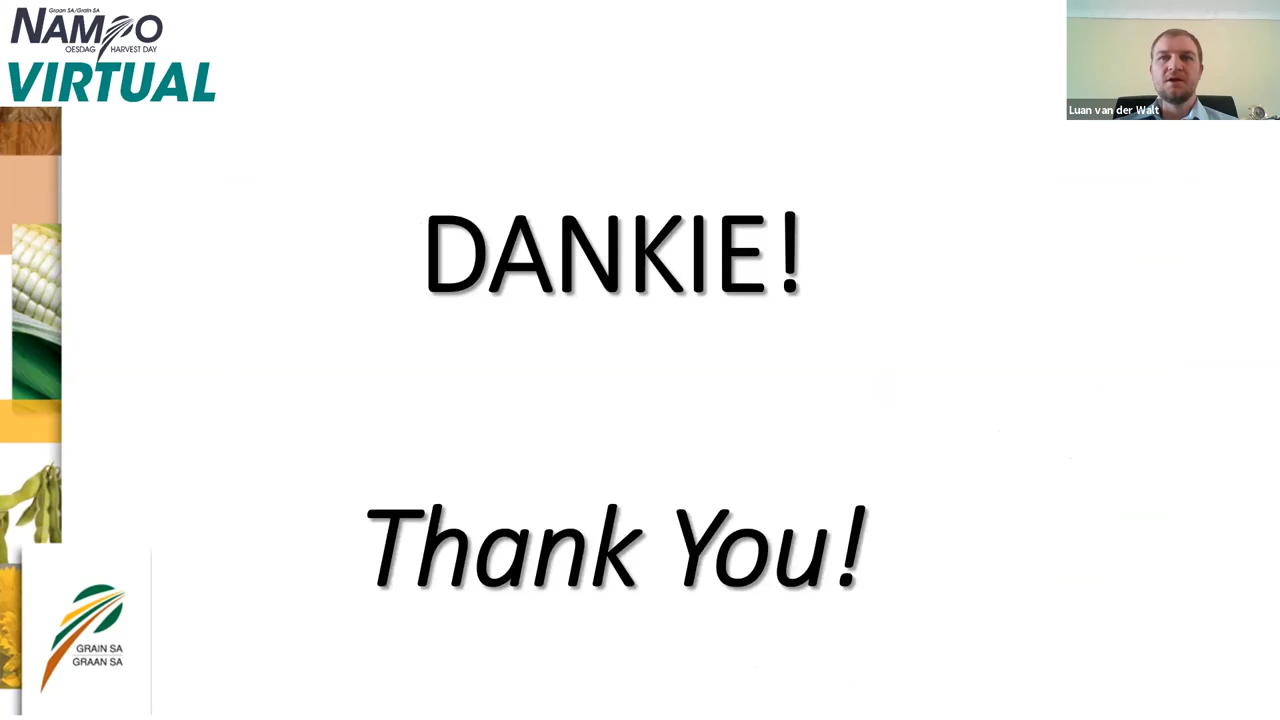 Graan SA/Grain SA
NAMPO
OESDAG HARVEST DAY
VIRTUAL
Luan van der Walt
DANKIE!
Thank You!
GRAIN SA
GRAAN SA